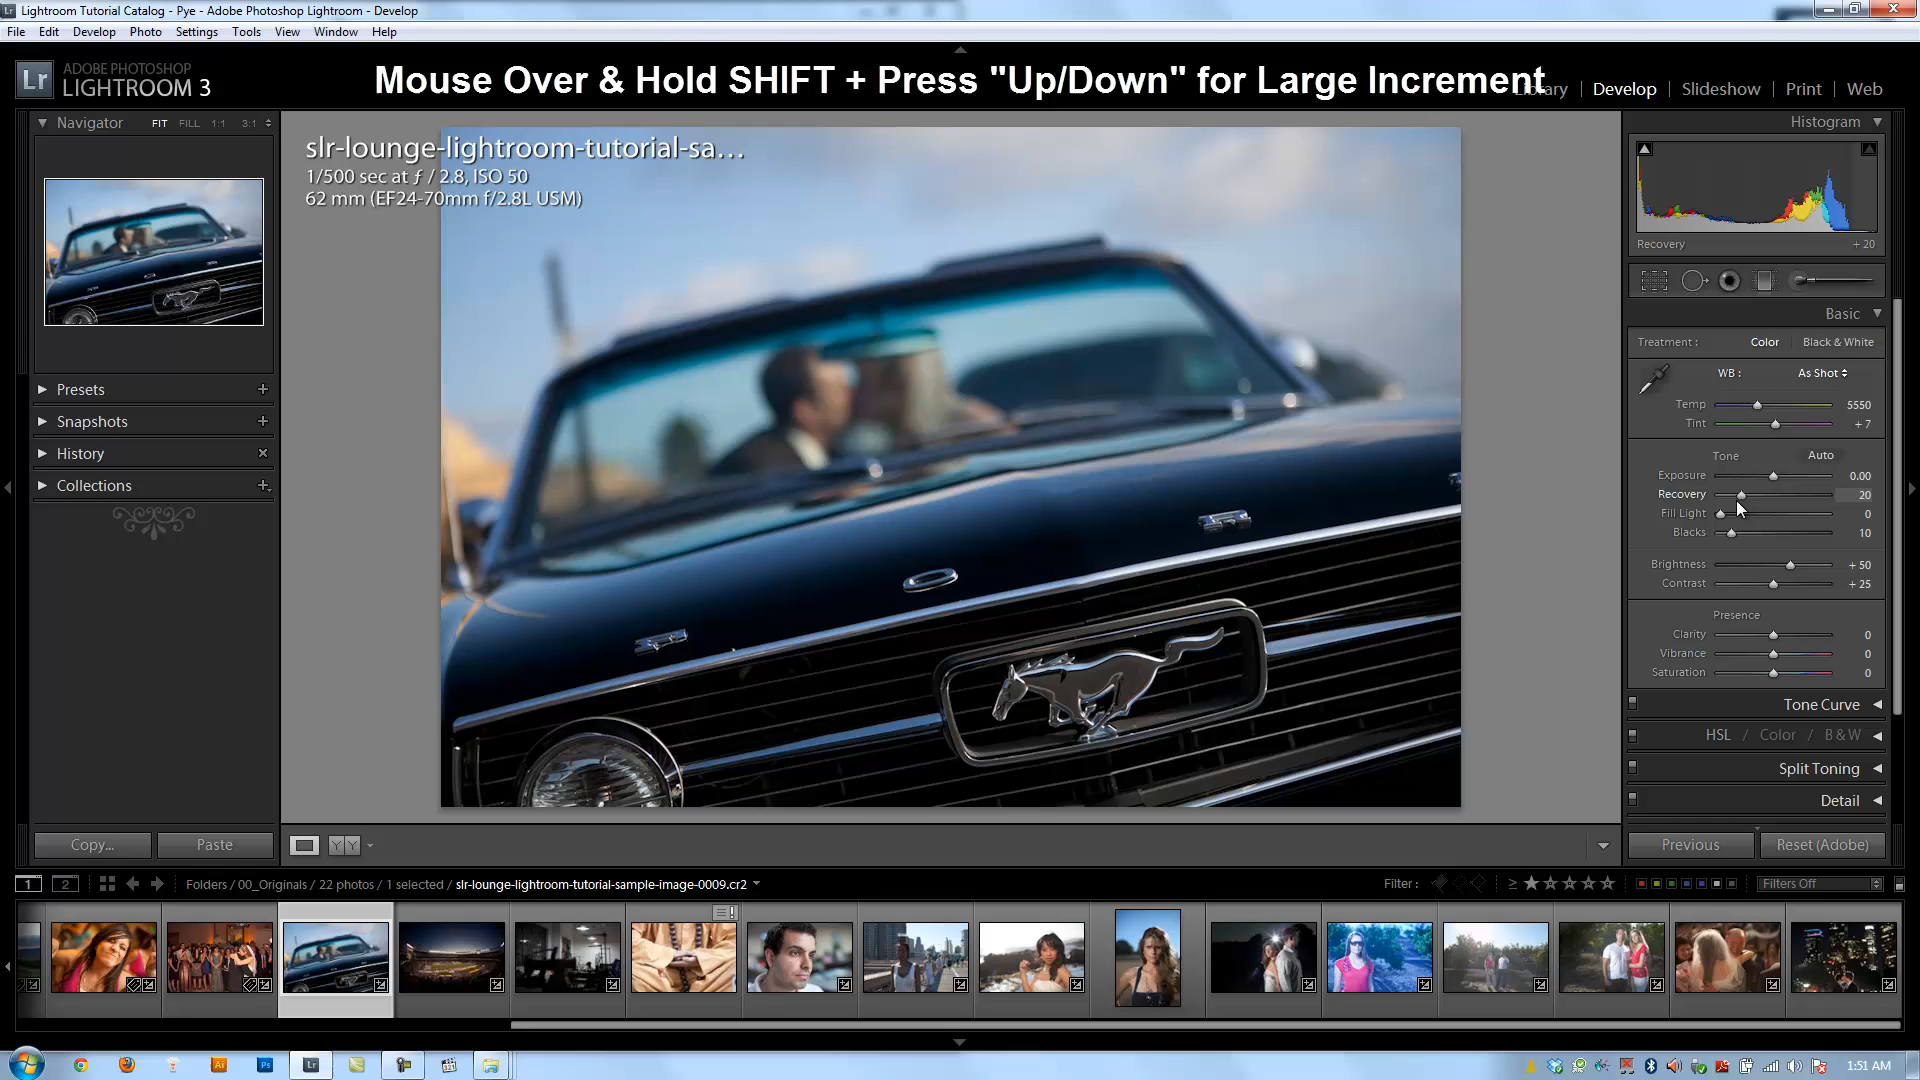 Lightroom Tutorial Catalog - Pye - Adobe Photoshop Lightroom - Develop
File Edit Develop Photo Settings Tools View Window Help
Lr ADOBE PHOTOSHOP
LIGHTROOM 3
Mouse Over & Hold SHIFT + Press "Up/Down" for Large Increment
Library | Develop | Slideshow | Print | Web
Navigator FIT FILL 1:1 3:1
Presets
Snapshots
History
Collections
slr-lounge-lightroom-tutorial-sa...
1/500 sec at ƒ / 2.8, ISO 50
62 mm (EF24-70mm f/2.8L USM)
Histogram
Recovery + 20
Basic
Treatment : Color Black & White
WB : As Shot
Temp 5550
Tint + 7
Tone Auto
Exposure 0.00
Recovery 20
Fill Light 0
Blacks 10
Brightness + 50
Contrast + 25
Presence
Clarity 0
Vibrance 0
Saturation 0
Tone Curve
HSL / Color / B & W
Split Toning
Detail
Copy... Paste
Previous Reset (Adobe)
1 2 Folders / 00_Originals / 22 photos / 1 selected / slr-lounge-lightroom-tutorial-sample-image-0009.cr2
Filter : ≥ Filters Off
Ai Ps Lr
1:51 AM